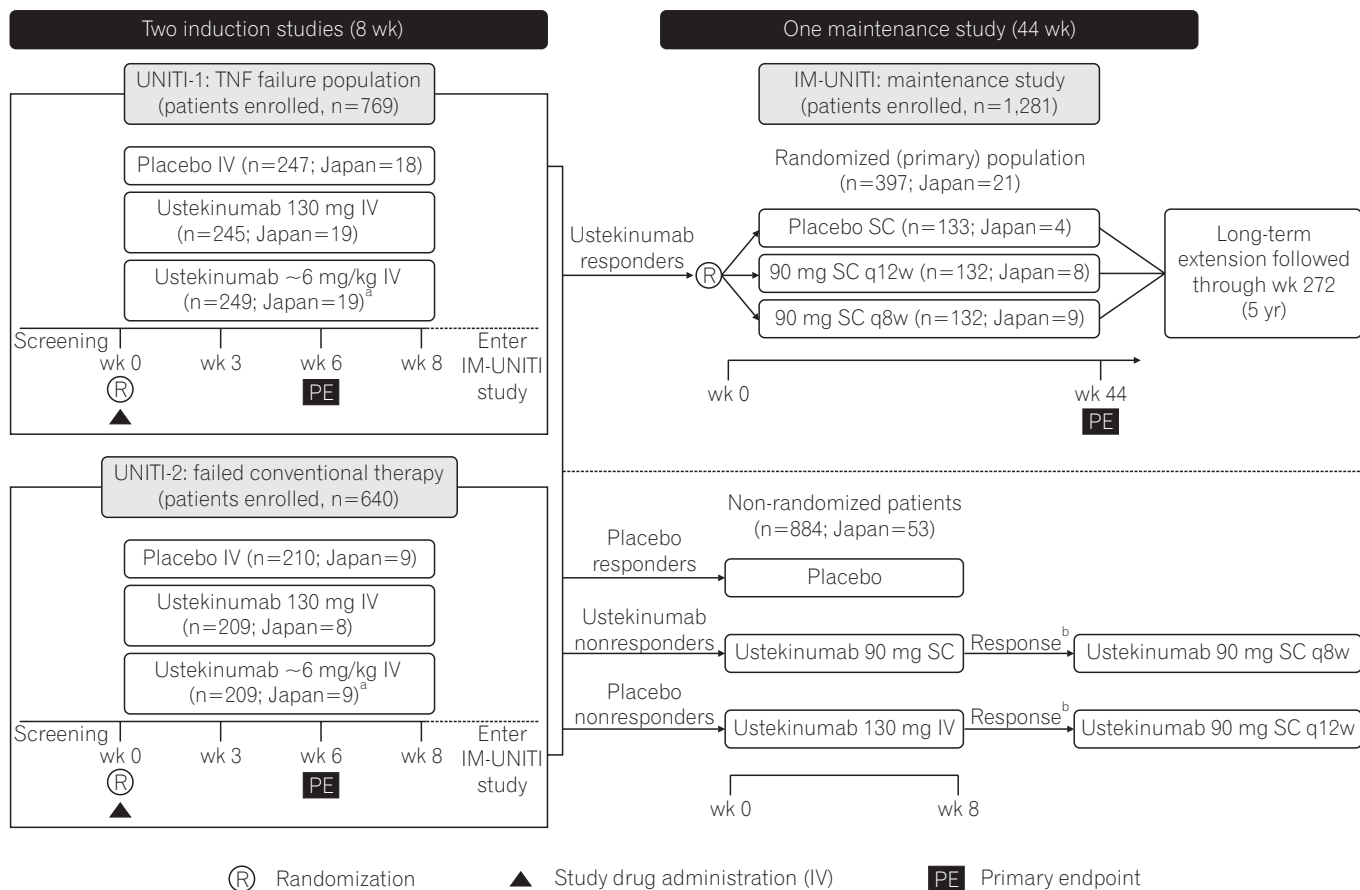 Two induction studies (8 wk)
UNITI-1: TNF failure population
(patients enrolled, n=769)
Placebo IV (n=247; Japan=18)
Ustekinumab 130 mg IV
(n=245; Japan=19)
Ustekinumab ~6 mg/kg IV
(n=249; Japan=19)a
Screening
wk 0
wk 3
wk 6
wk 8
Enter
IM-UNITI
study
R
PE
UNITI-2: failed conventional therapy
(patients enrolled, n=640)
Placebo IV (n=210; Japan=9)
Ustekinumab 130 mg IV
(n=209; Japan=8)
Ustekinumab ~6 mg/kg IV
(n=209; Japan=9)a
Screening
wk 0
wk 3
wk 6
wk 8
Enter
IM-UNITI
study
R
PE
One maintenance study (44 wk)
IM-UNITI: maintenance study
(patients enrolled, n=1,281)
Randomized (primary) population
(n=397; Japan=21)
Ustekinumab
responders
R
Placebo SC (n=133; Japan=4)
90 mg SC q12w (n=132; Japan=8)
90 mg SC q8w (n=132; Japan=9)
Long-term
extension followed
through wk 272
(5 yr)
wk 0
wk 44
PE
Non-randomized patients
(n=884; Japan=53)
Placebo
responders
Placebo
Ustekinumab
nonresponders
Ustekinumab 90 mg SC
Responseb
Ustekinumab 90 mg SC q8w
Placebo
nonresponders
Ustekinumab 130 mg IV
Responseb
Ustekinumab 90 mg SC q12w
wk 0
wk 8
R Randomization
Study drug administration (IV)
PE Primary endpoint